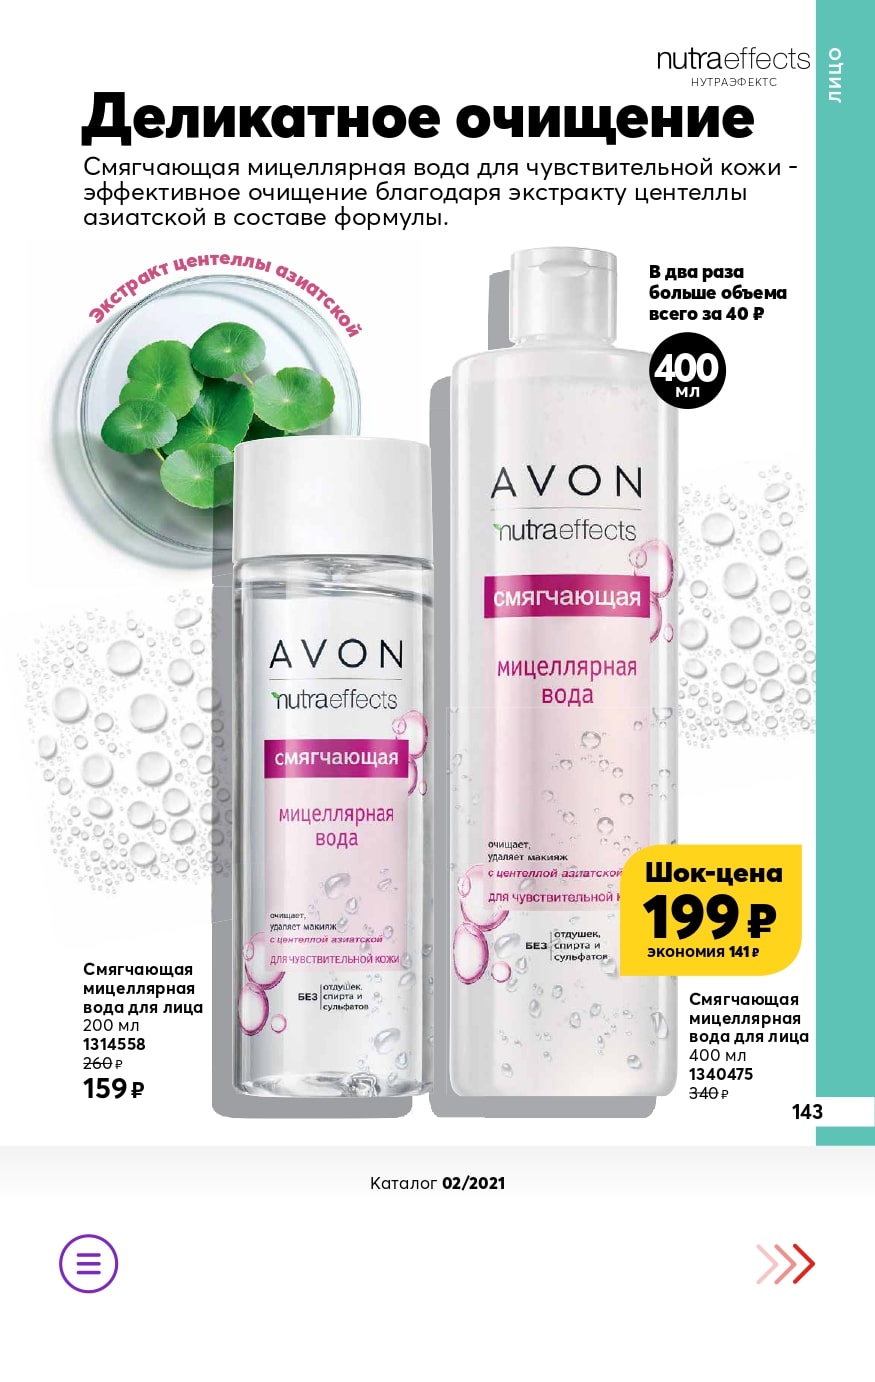 nutraeffects
НУТРАЭФЕКТС
ЛИЦО
Деликатное очищение
Смягчающая мицеллярная вода для чувствительной кожи -
эффективное очищение благодаря экстракту центеллы
азиатской в составе формулы.
Экстракт центеллы азиатской
В два раза
больше объема
всего за 40 ₽
400
мл
AVON
nutraeffects
смягчающая
мицеллярная
вода
очищает,
удаляет макияж
с центеллой азиатской
для чувствительной к
БЕЗ
отдушек,
спирта и
сульфатов
AVON
nutraeffects
смягчающая
мицеллярная
вода
очищает,
удаляет макияж
с центеллой азиатской
для чувствительной кожи
БЕЗ
отдушек,
спирта и
сульфатов
Шок-цена
199 ₽
ЭКОНОМИЯ 141 ₽
Смягчающая
мицеллярная
вода для лица
200 мл
1314558
260 ₽
159 ₽
Смягчающая
мицеллярная
вода для лица
400 мл
1340475
340 ₽
143
Каталог 02/2021